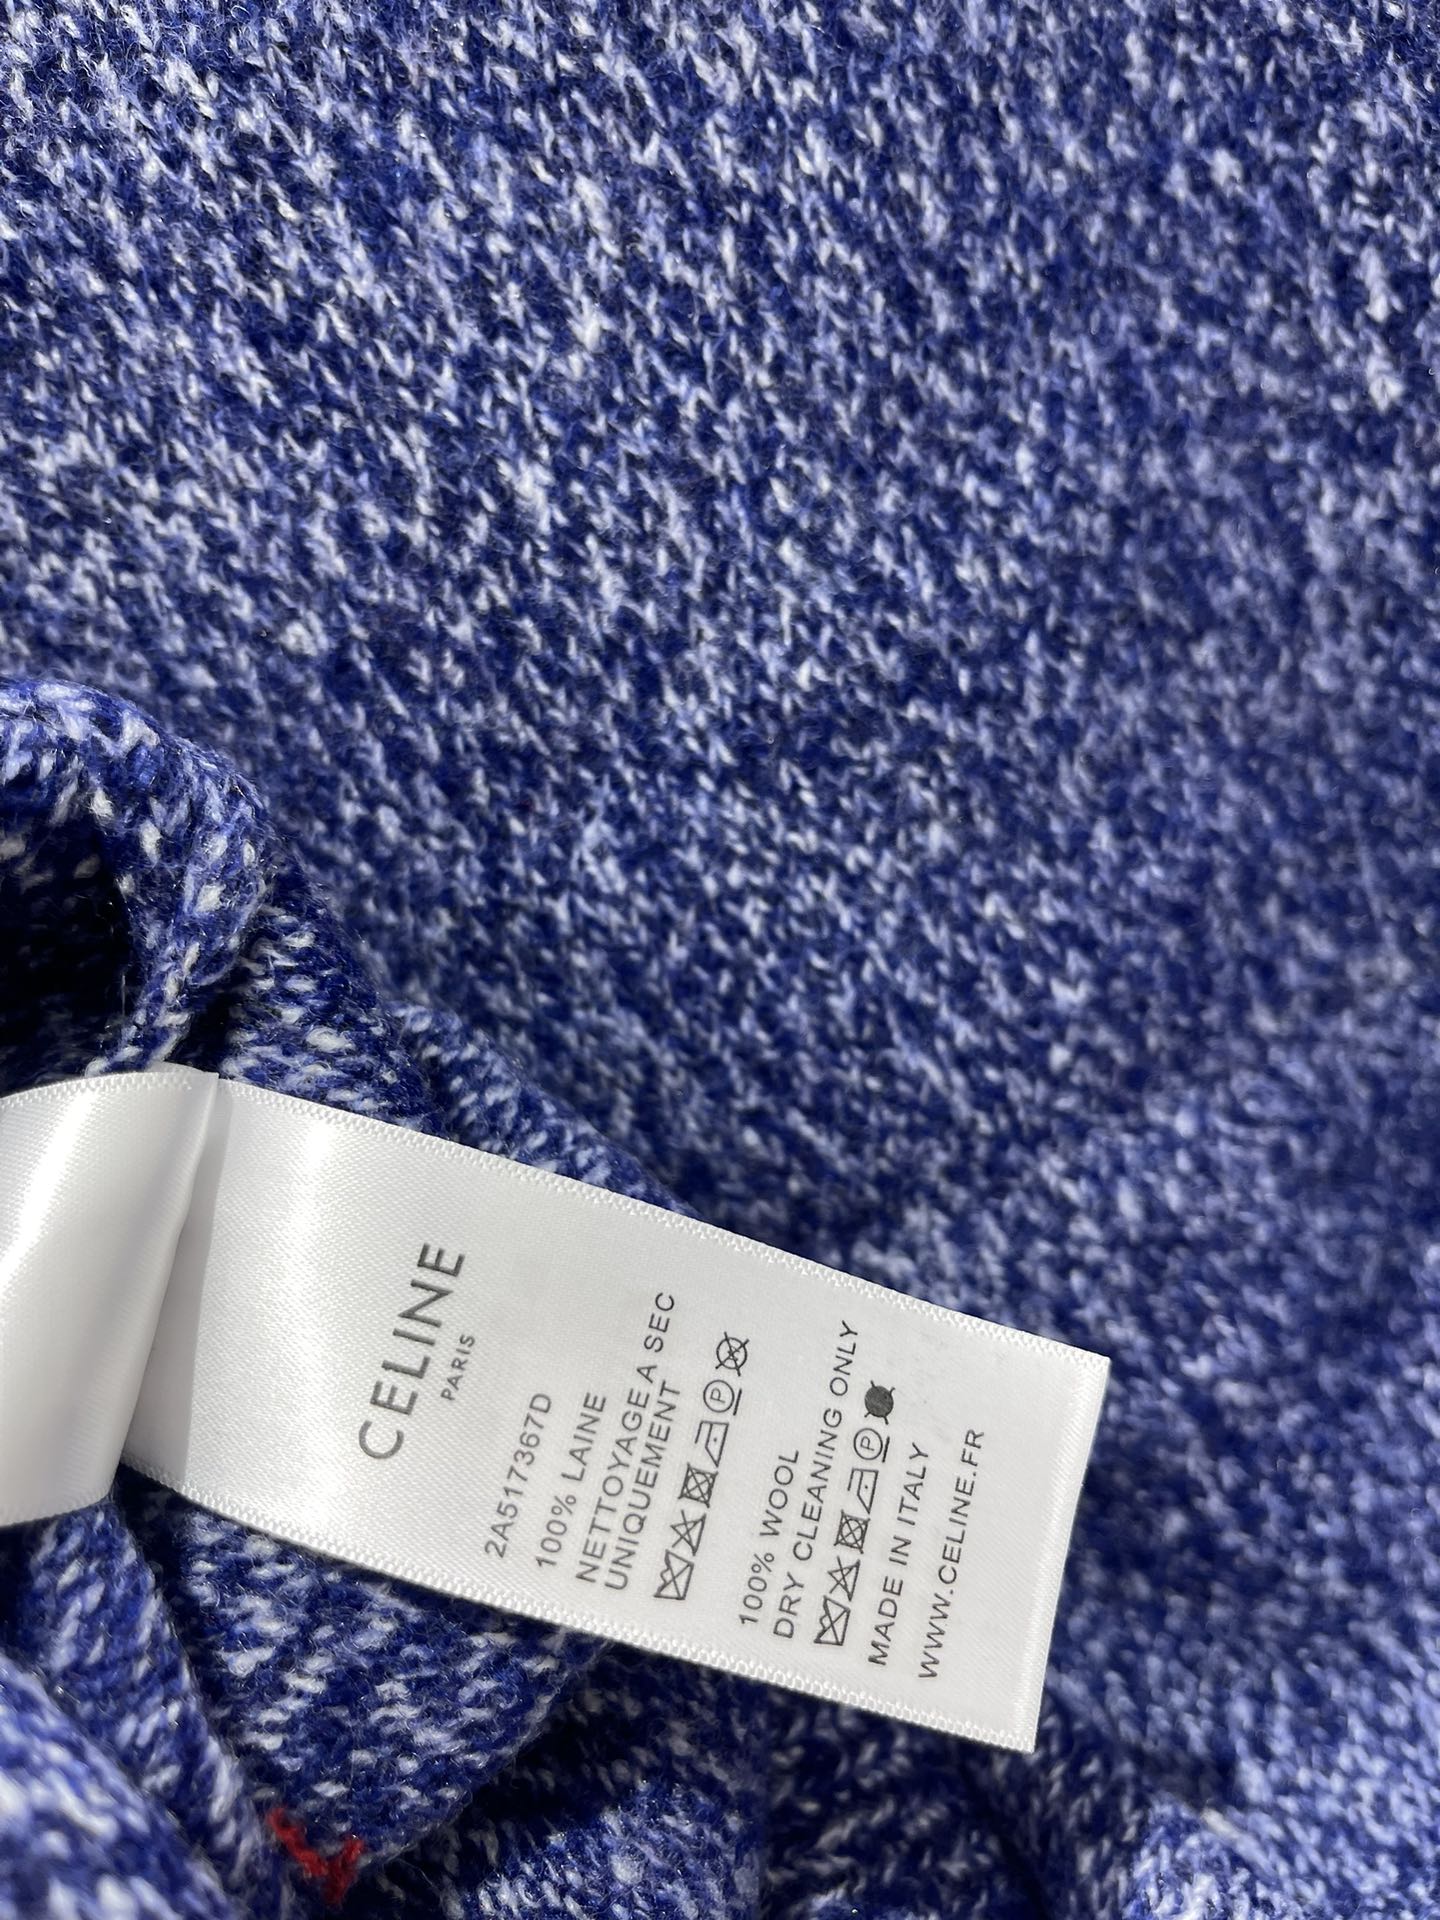 CELINE
PARIS
2A517367D
100% LAINE
NETTOYAGE A SEC
UNIQUEMENT
P
100% WOOL
DRY CLEANING ONLY
P
MADE IN ITALY
WWW.CELINE.FR